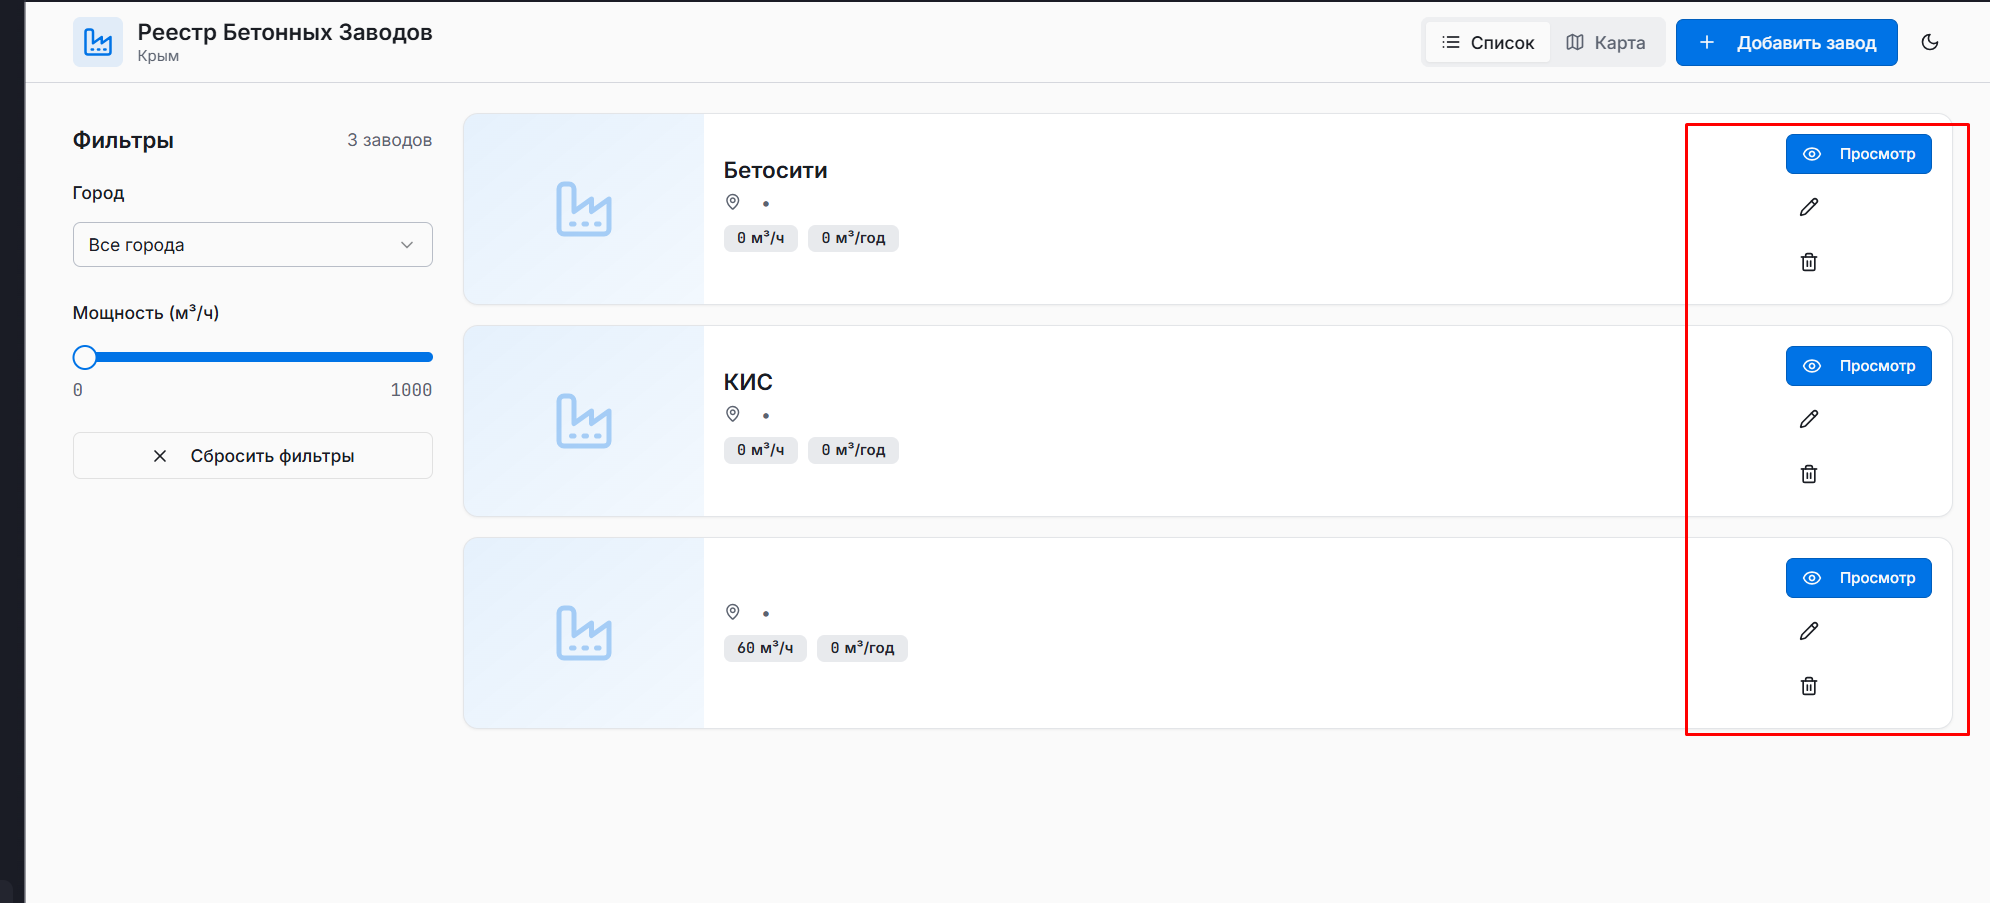 Реестр Бетонных Заводов
Крым
Список
Карта
Добавить завод
Фильтры
3 заводов
Город
Все города
Мощность (м³/ч)
0
1000
Сбросить фильтры
Бетосити
•
0 м³/ч
0 м³/год
Просмотр
КИС
•
0 м³/ч
0 м³/год
Просмотр
•
60 м³/ч
0 м³/год
Просмотр